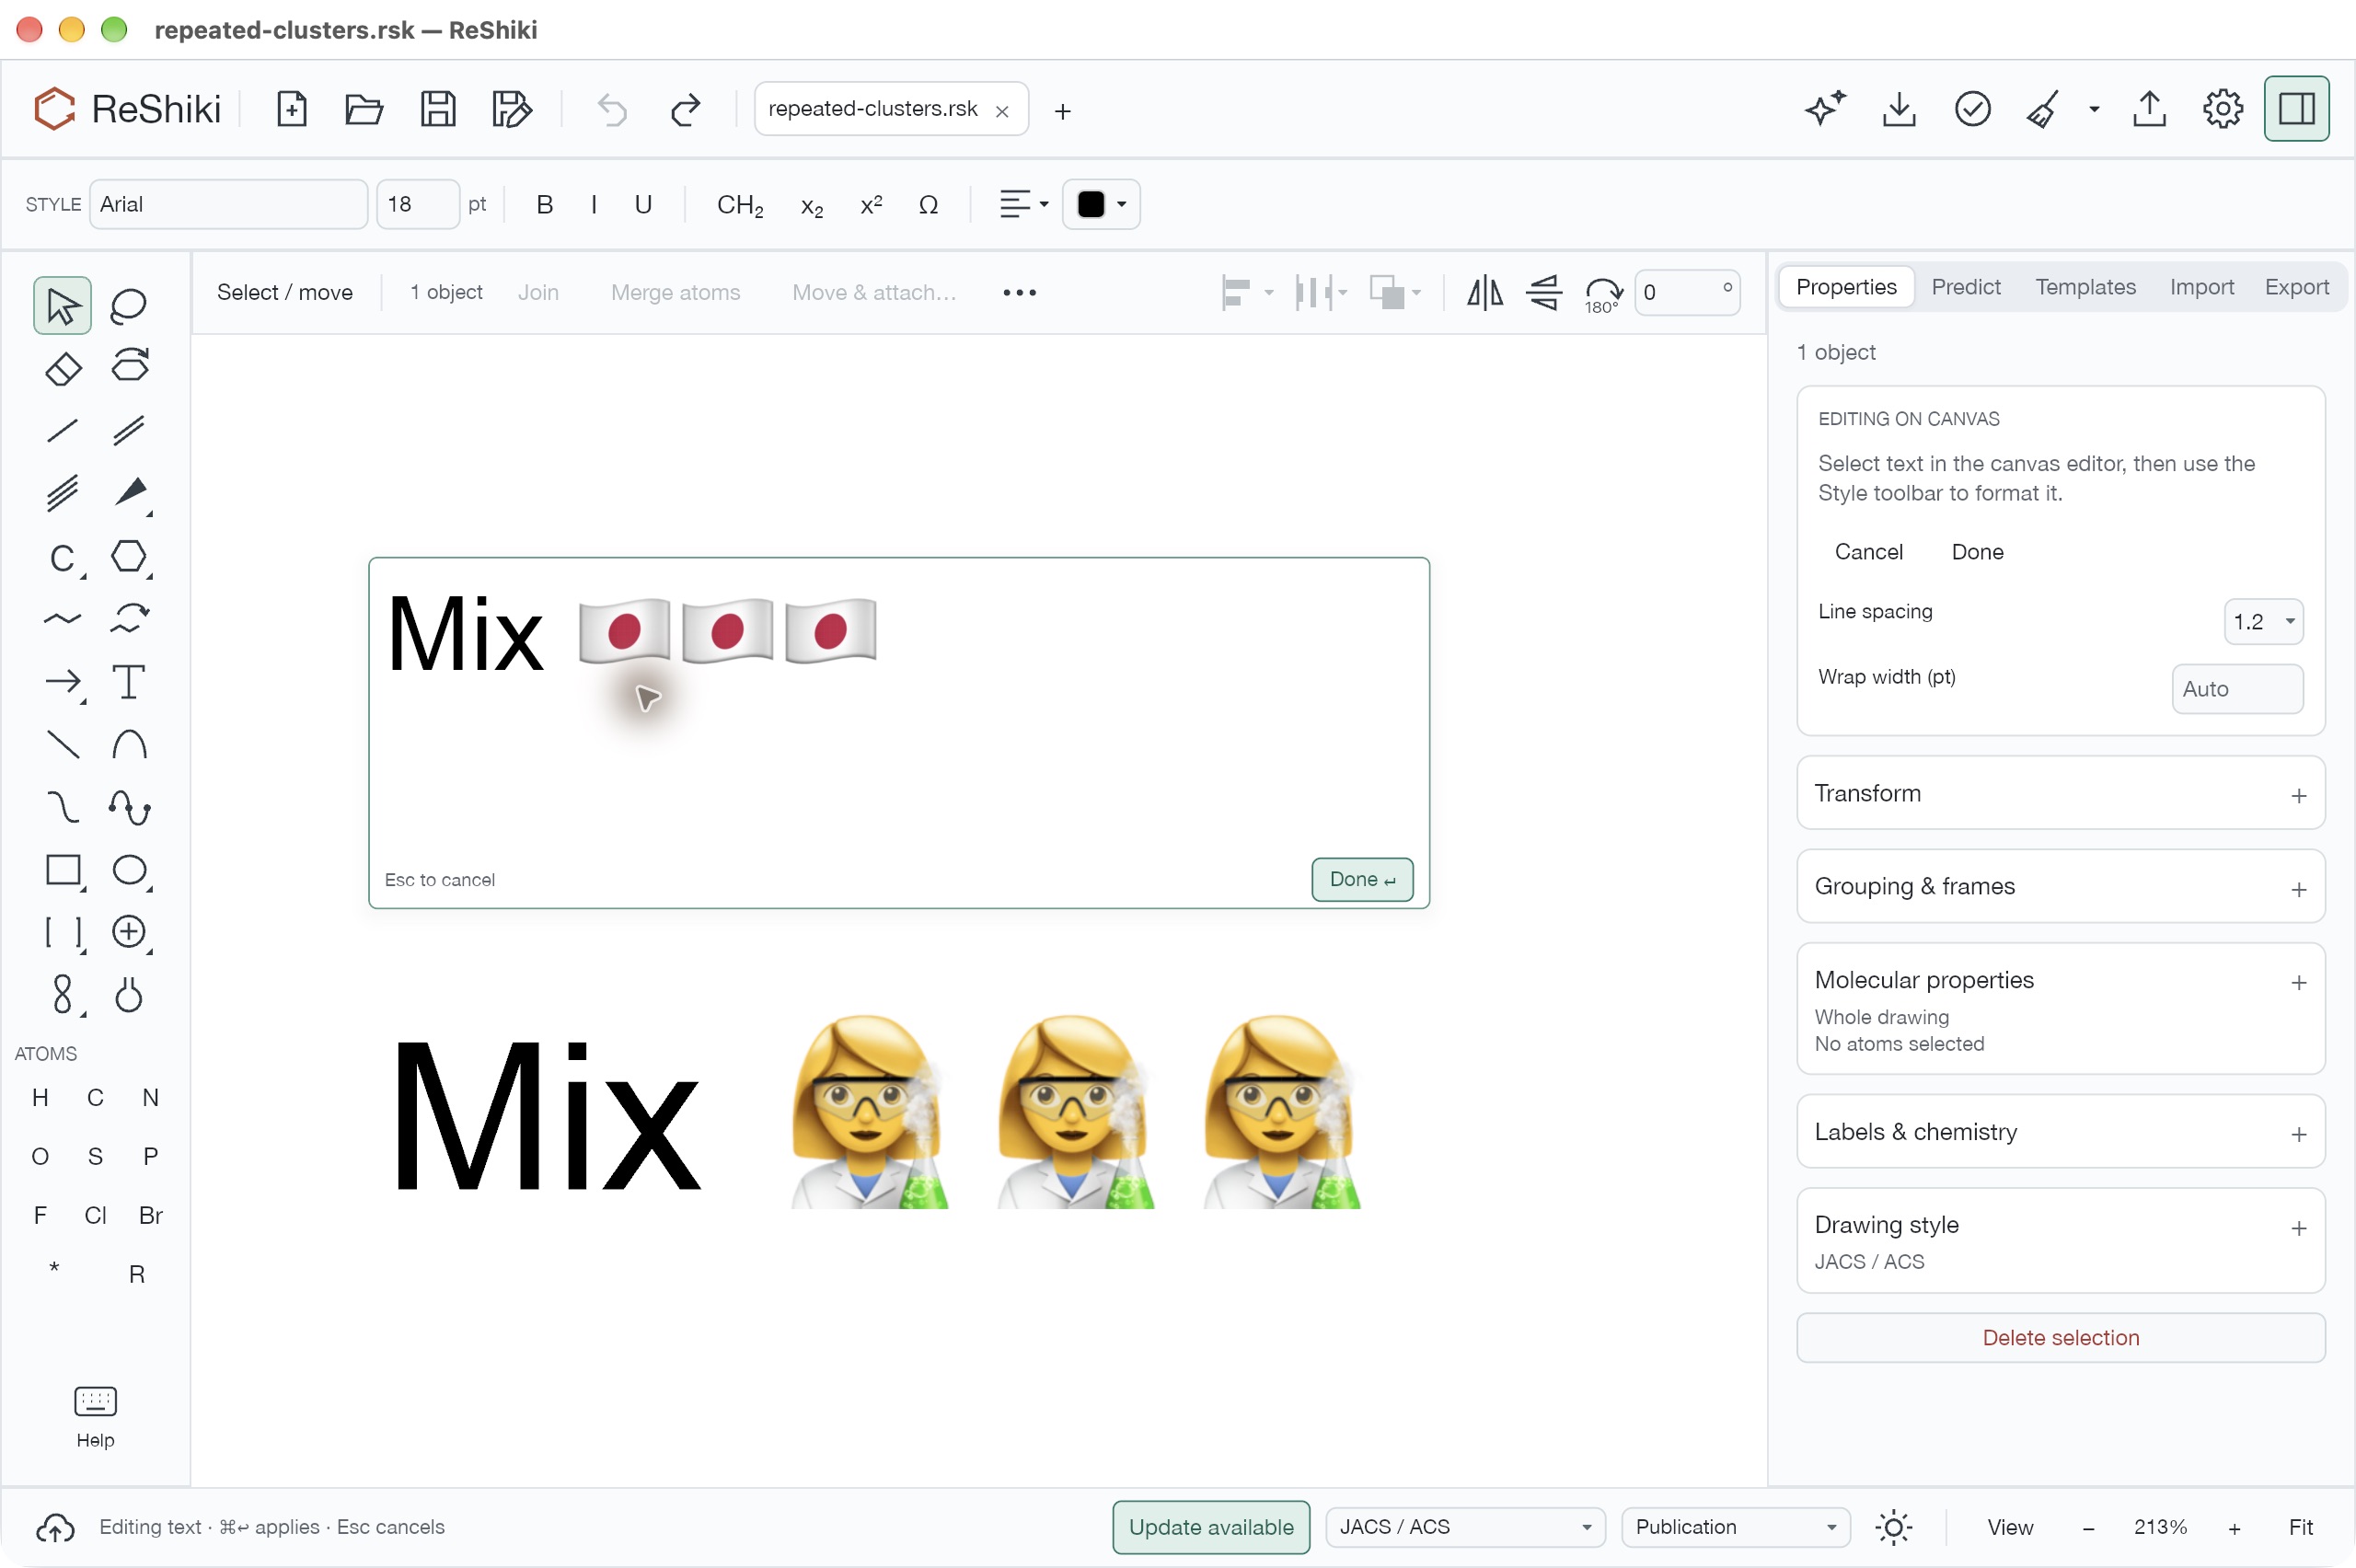 repeated-clusters.rsk — ReShiki
ReShiki
repeated-clusters.rsk ×
+
STYLE Arial 18 pt B I U CH₂ x₂ x² Ω
Select / move 1 object Join Merge atoms Move & attach... ••• 180° 0 °
Properties Predict Templates Import Export
1 object
EDITING ON CANVAS
Select text in the canvas editor, then use the
Style toolbar to format it.
Cancel Done
Line spacing 1.2
Wrap width (pt) Auto
Transform +
Grouping & frames +
Molecular properties +
Whole drawing
No atoms selected
Labels & chemistry +
Drawing style +
JACS / ACS
Delete selection
C
T
[ ]
ATOMS
H C N
O S P
F Cl Br
* R
Help
Mix 🇯🇵🇯🇵🇯🇵
Esc to cancel Done ↵
Mix 👩‍🔬👩‍🔬👩‍🔬
Editing text · ⌘↩ applies · Esc cancels
Update available JACS / ACS Publication View − 213% + Fit